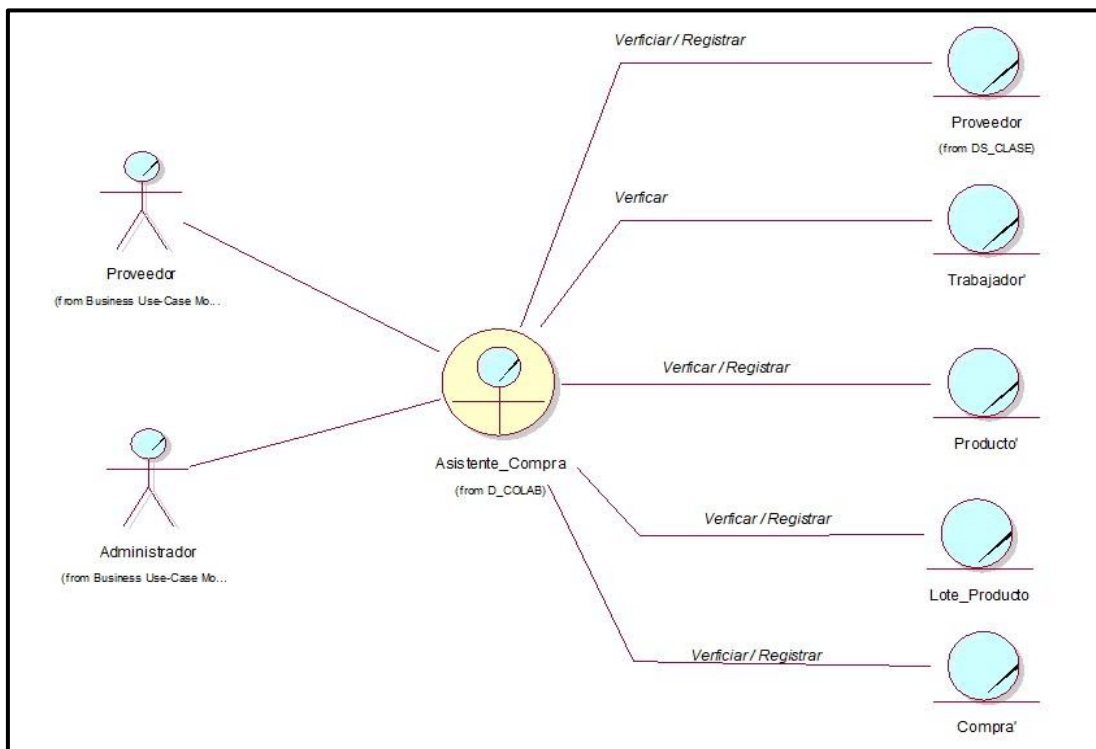 Verficiar / Registrar
Proveedor
(from DS_CLASE)
Verficar
Trabajador'
Proveedor
(from Business Use-Case Mo...
Verficar / Registrar
Producto'
Asistente_Compra
(from D_COLAB)
Verficar / Registrar
Lote_Producto
Administrador
(from Business Use-Case Mo...
Verficiar / Registrar
Compra'